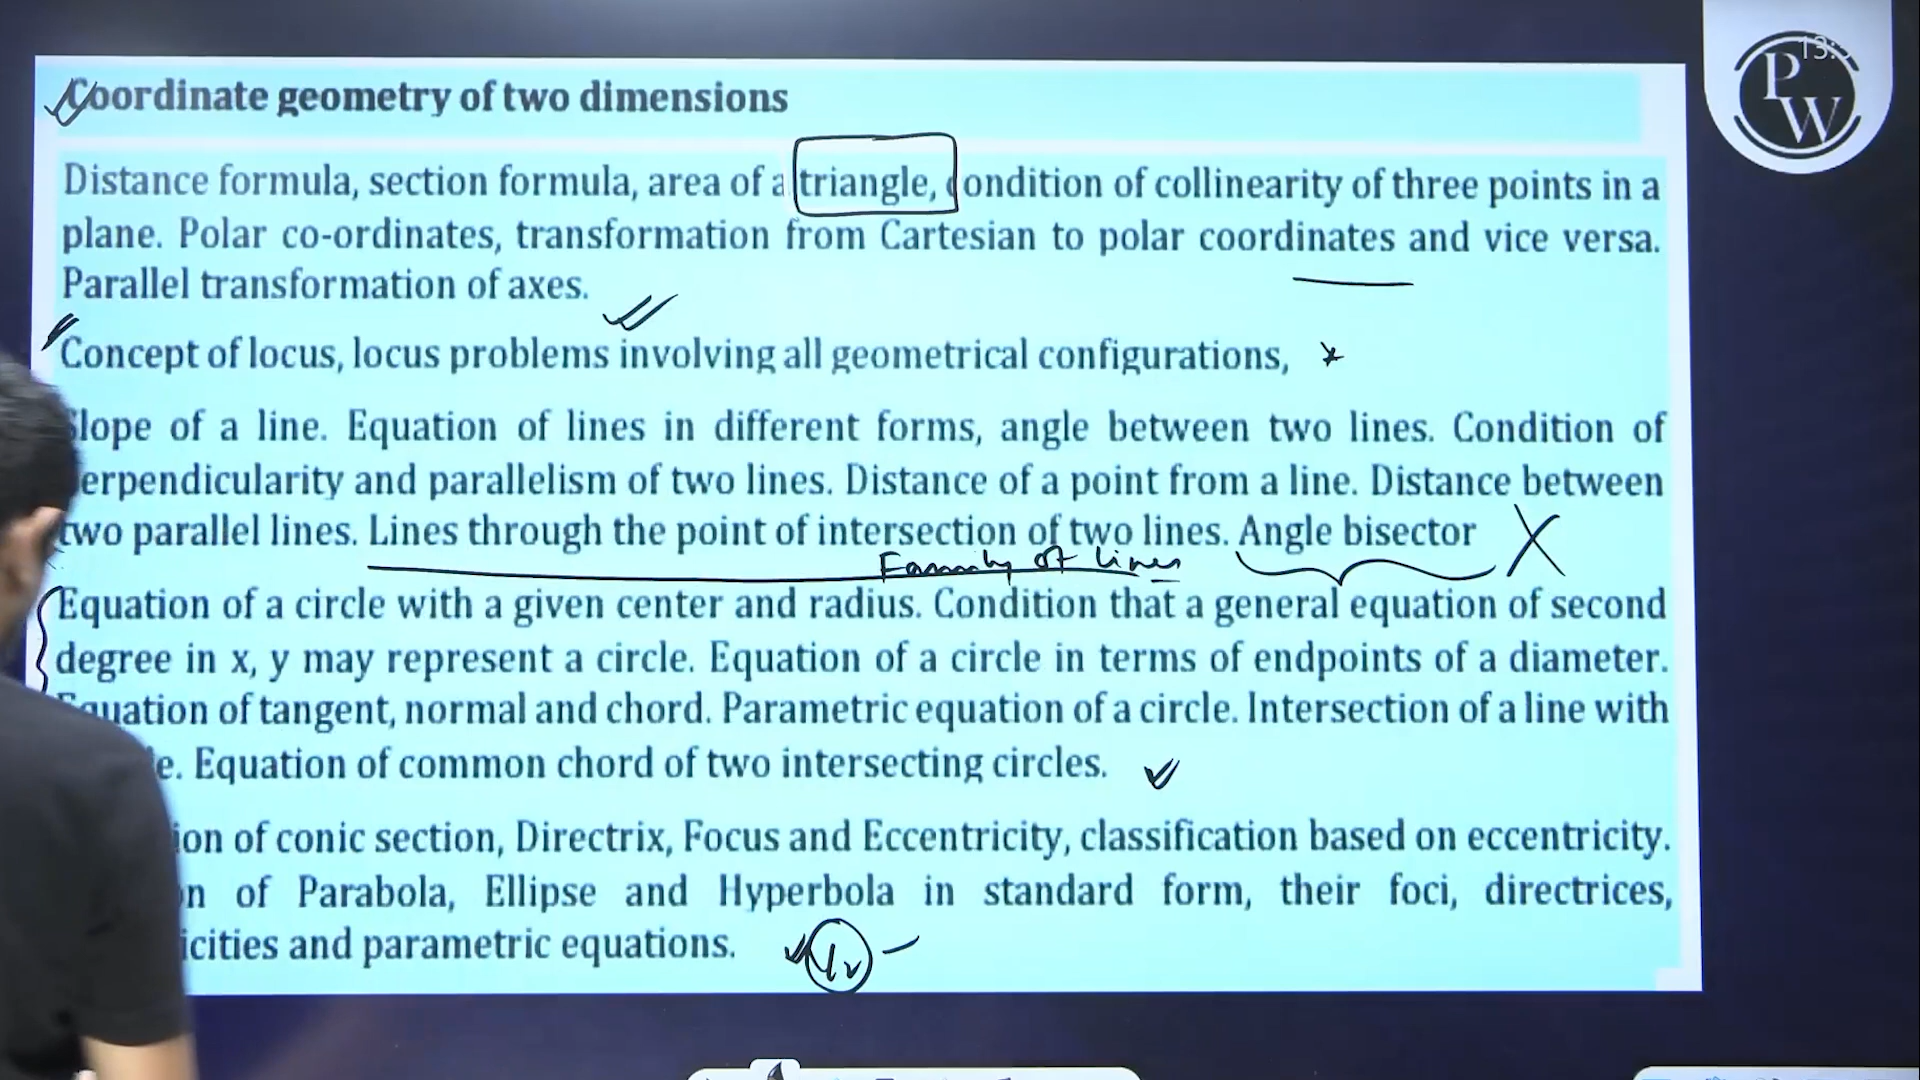 13:
P
W
Coordinate geometry of two dimensions
Distance formula, section formula, area of a triangle, condition of collinearity of three points in a
plane. Polar co-ordinates, transformation from Cartesian to polar coordinates and vice versa.
Parallel transformation of axes.
Concept of locus, locus problems involving all geometrical configurations,
Slope of a line. Equation of lines in different forms, angle between two lines. Condition of
erpendicularity and parallelism of two lines. Distance of a point from a line. Distance between
two parallel lines. Lines through the point of intersection of two lines. Angle bisector
Family of lines
Equation of a circle with a given center and radius. Condition that a general equation of second
degree in x, y may represent a circle. Equation of a circle in terms of endpoints of a diameter.
Equation of tangent, normal and chord. Parametric equation of a circle. Intersection of a line with
e. Equation of common chord of two intersecting circles.
ion of conic section, Directrix, Focus and Eccentricity, classification based on eccentricity.
n of Parabola, Ellipse and Hyperbola in standard form, their foci, directrices,
icities and parametric equations.